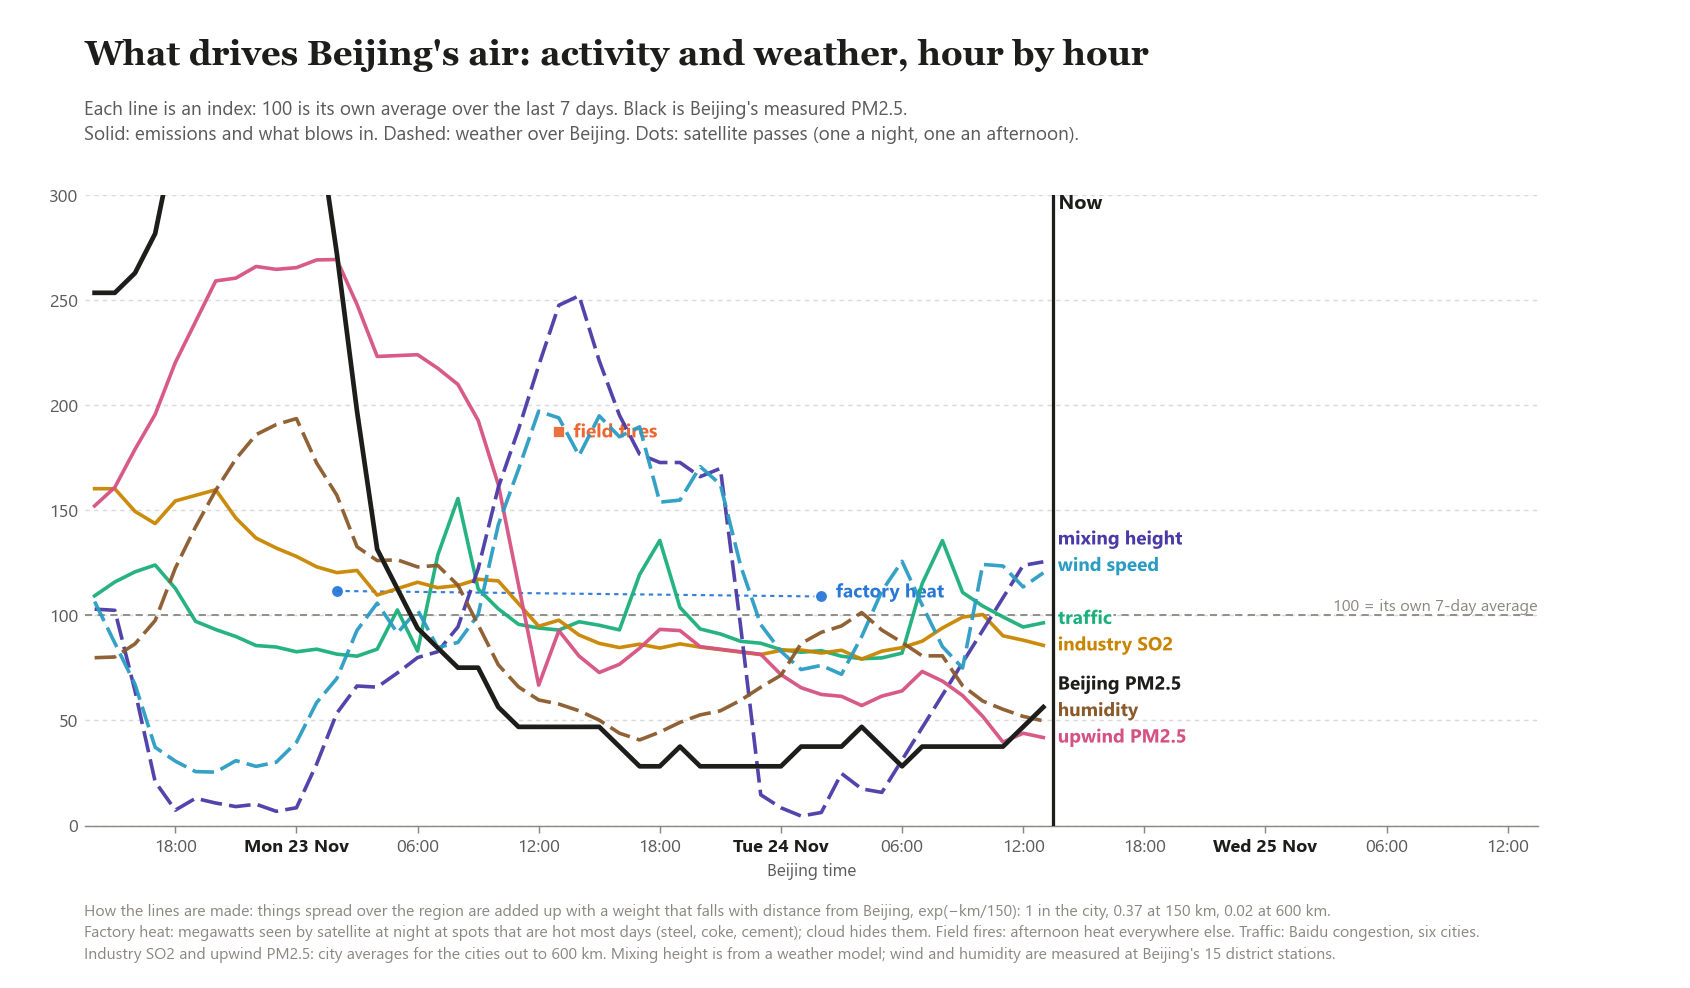 What drives Beijing's air: activity and weather, hour by hour
Each line is an index: 100 is its own average over the last 7 days. Black is Beijing's measured PM2.5.
Solid: emissions and what blows in. Dashed: weather over Beijing. Dots: satellite passes (one a night, one an afternoon).
300
250
200
150
100
50
0
Now
field fires
factory heat
mixing height
wind speed
100 = its own 7-day average
traffic
industry SO2
Beijing PM2.5
humidity
upwind PM2.5
18:00
Mon 23 Nov
06:00
12:00
18:00
Tue 24 Nov
06:00
12:00
18:00
Wed 25 Nov
06:00
12:00
Beijing time
How the lines are made: things spread over the region are added up with a weight that falls with distance from Beijing, exp(−km/150): 1 in the city, 0.37 at 150 km, 0.02 at 600 km.
Factory heat: megawatts seen by satellite at night at spots that are hot most days (steel, coke, cement); cloud hides them. Field fires: afternoon heat everywhere else. Traffic: Baidu congestion, six cities.
Industry SO2 and upwind PM2.5: city averages for the cities out to 600 km. Mixing height is from a weather model; wind and humidity are measured at Beijing's 15 district stations.